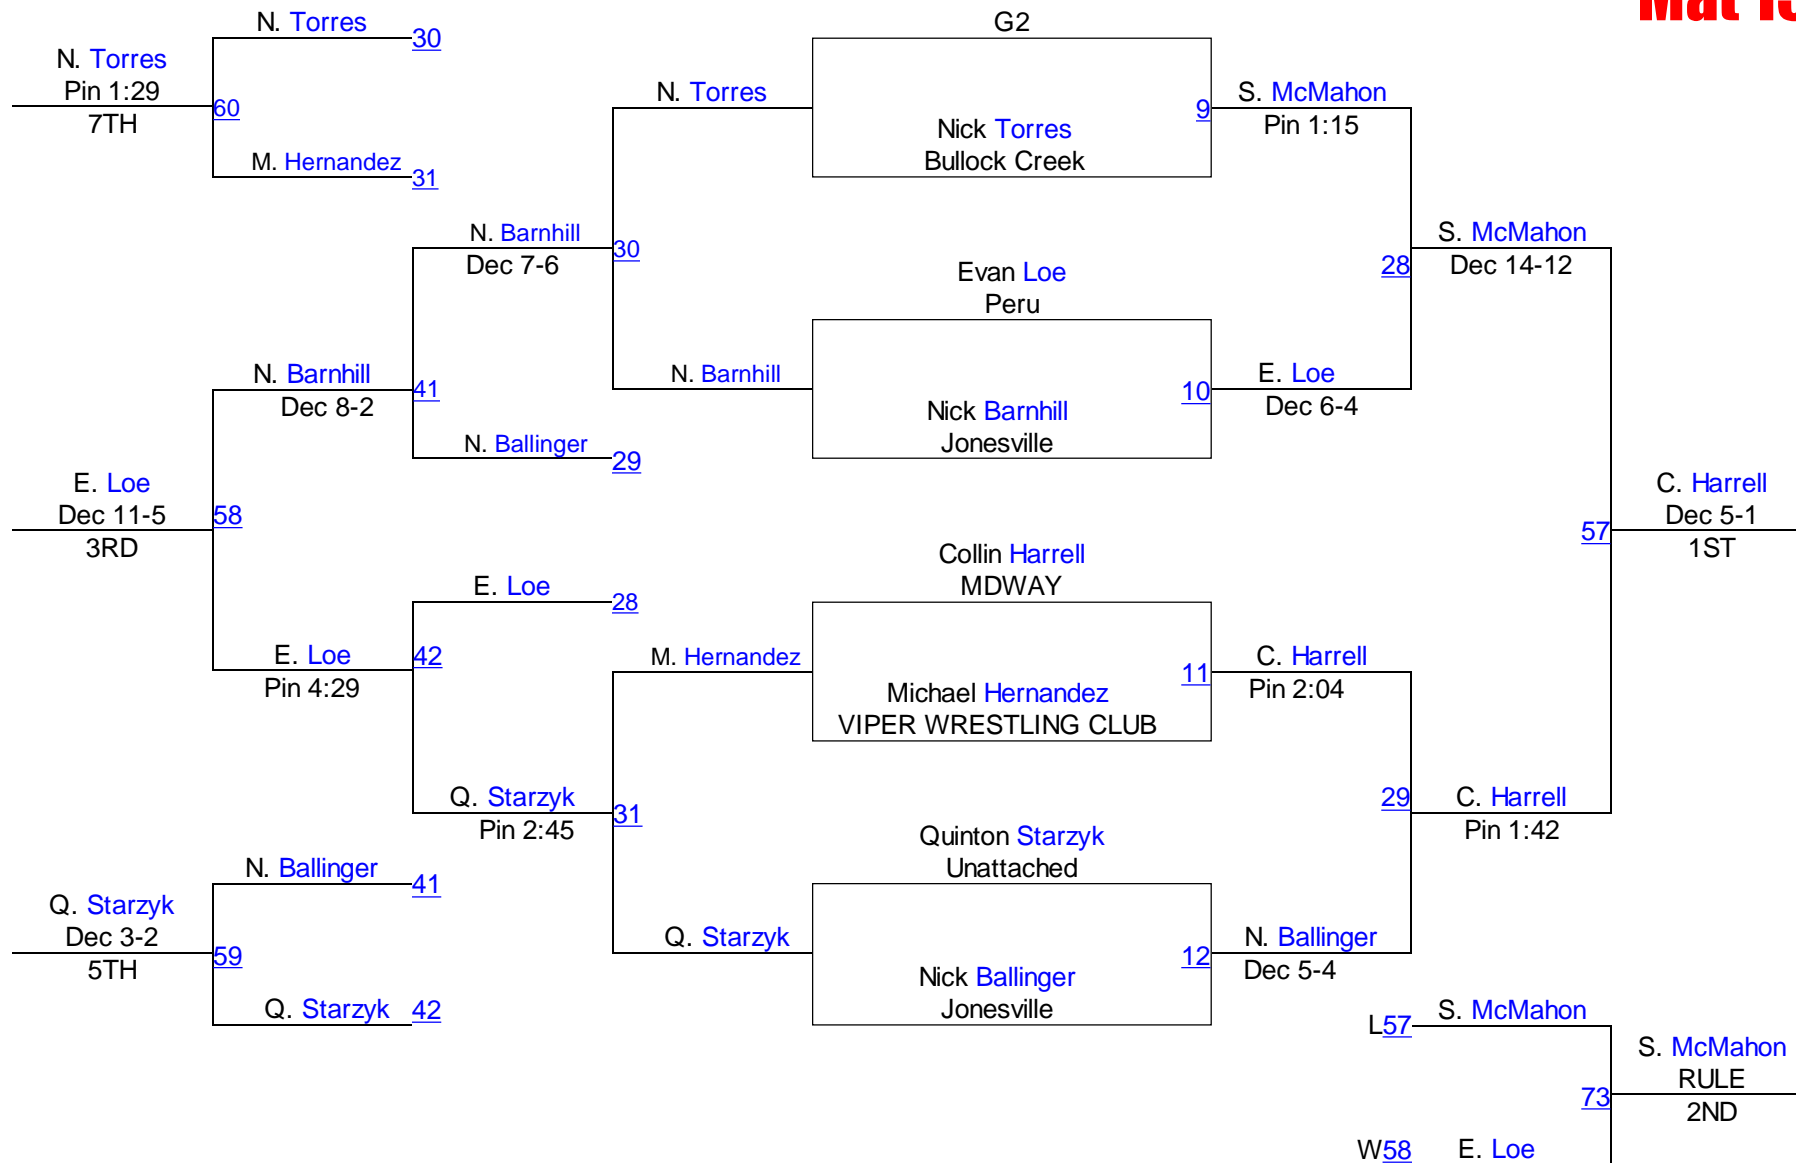 Mat 15
N. Torres
30
G2
N. Torres
Pin 1:29
7TH
60
M. Hernandez
31
N. Torres
Nick Torres
Bullock Creek
9
S. McMahon
Pin 1:15
N. Barnhill
Dec 7-6
30
Evan Loe
Peru
28
S. McMahon
Dec 14-12
N. Barnhill
Dec 8-2
41
N. Barnhill
Nick Barnhill
Jonesville
10
E. Loe
Dec 6-4
N. Ballinger
29
E. Loe
Dec 11-5
3RD
58
57
C. Harrell
Dec 5-1
1ST
E. Loe
28
Collin Harrell
MDWAY
E. Loe
Pin 4:29
42
M. Hernandez
Michael Hernandez
VIPER WRESTLING CLUB
11
C. Harrell
Pin 2:04
Q. Starzyk
Pin 2:45
31
Quinton Starzyk
Unattached
29
C. Harrell
Pin 1:42
N. Ballinger
41
Q. Starzyk
Dec 3-2
5TH
59
Q. Starzyk
42
Q. Starzyk
Nick Ballinger
Jonesville
12
N. Ballinger
Dec 5-4
L57
S. McMahon
73
S. McMahon
RULE
2ND
W58
E. Loe